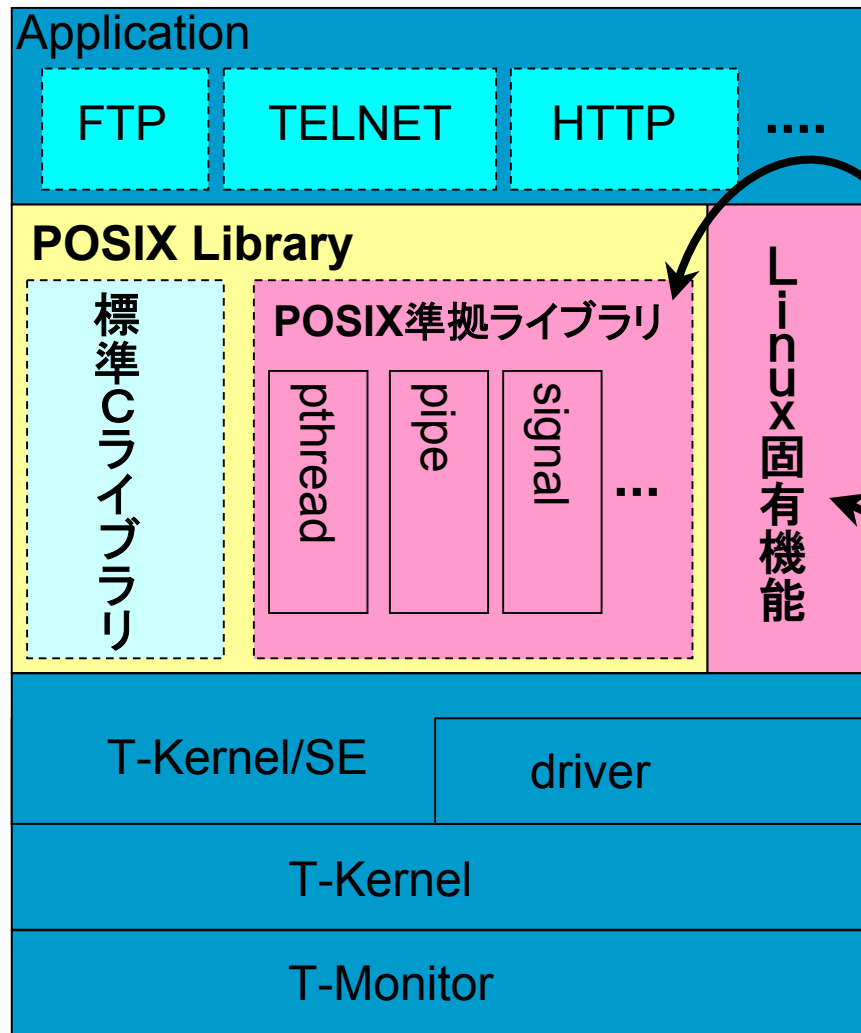 Application
FTP
TELNET
HTTP
....
POSIX Library
標準Cライブラリ
POSIX準拠ライブラリ
pthread
pipe
signal
...
Linux固有機能
T-Kernel/SE
driver
T-Kernel
T-Monitor